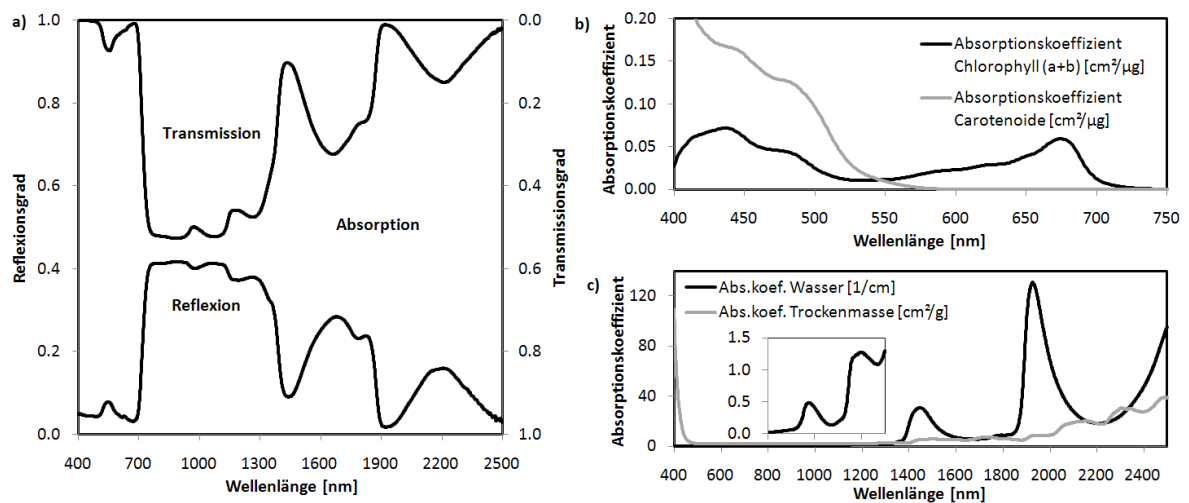 a)
Reflexionsgrad
1.0
0.8
0.6
0.4
0.2
0.0
Transmission
Absorption
Reflexion
0.0
0.2
0.4
0.6
0.8
1.0
Transmissionsgrad
400 700 1000 1300 1600 1900 2200 2500
Wellenlänge [nm]
b)
Absorptionskoeffizient
0.20
0.15
0.10
0.05
0.00
Absorptionskoeffizient
Chlorophyll (a+b) [cm²/µg]
Absorptionskoeffizient
Carotenoide [cm²/µg]
400 450 500 550 600 650 700 750
Wellenlänge [nm]
c)
Absorptionskoeffizient
120
80
40
0
Abs.koef. Wasser [1/cm]
Abs.koef. Trockenmasse [cm²/g]
1.5
1.0
0.5
0.0
400 600 800 1000 1200 1400 1600 1800 2000 2200 2400
Wellenlänge [nm]